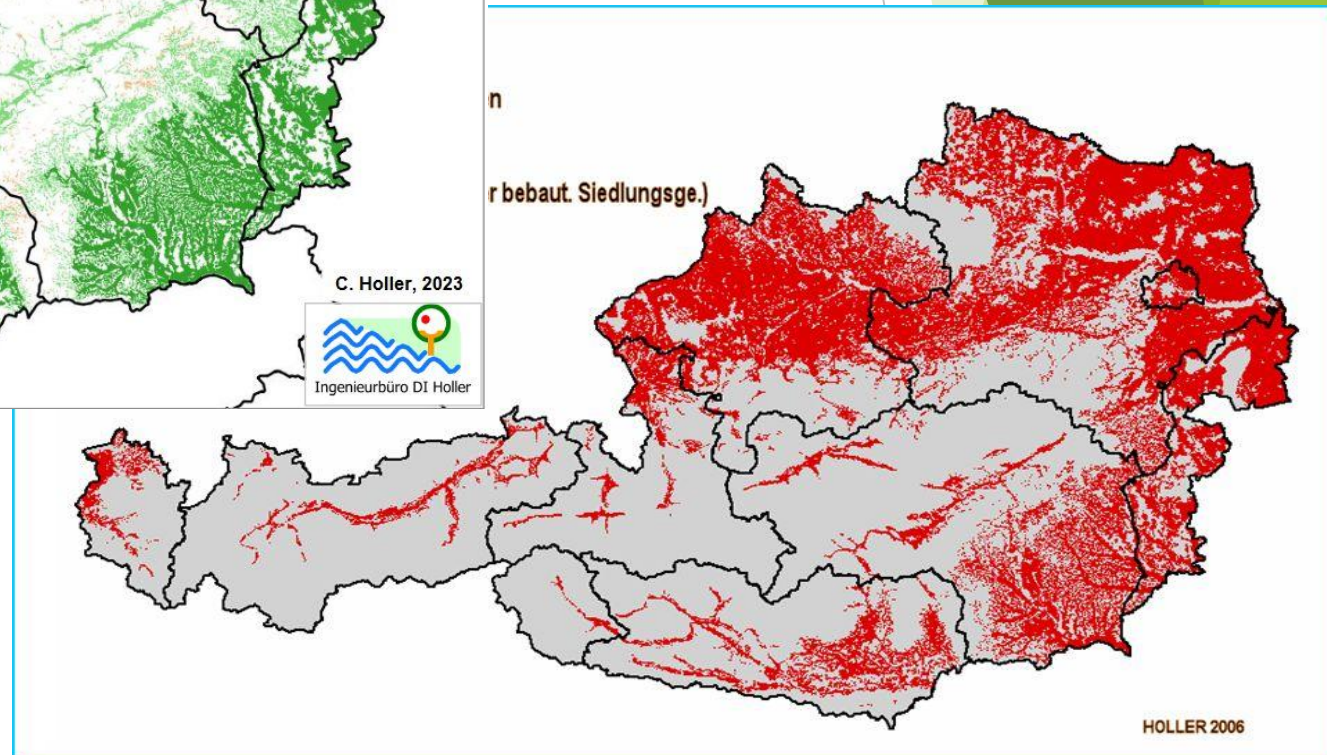 n
r bebaut. Siedlungsge.)
C. Holler, 2023
Ingenieurbüro DI Holler
HOLLER 2006